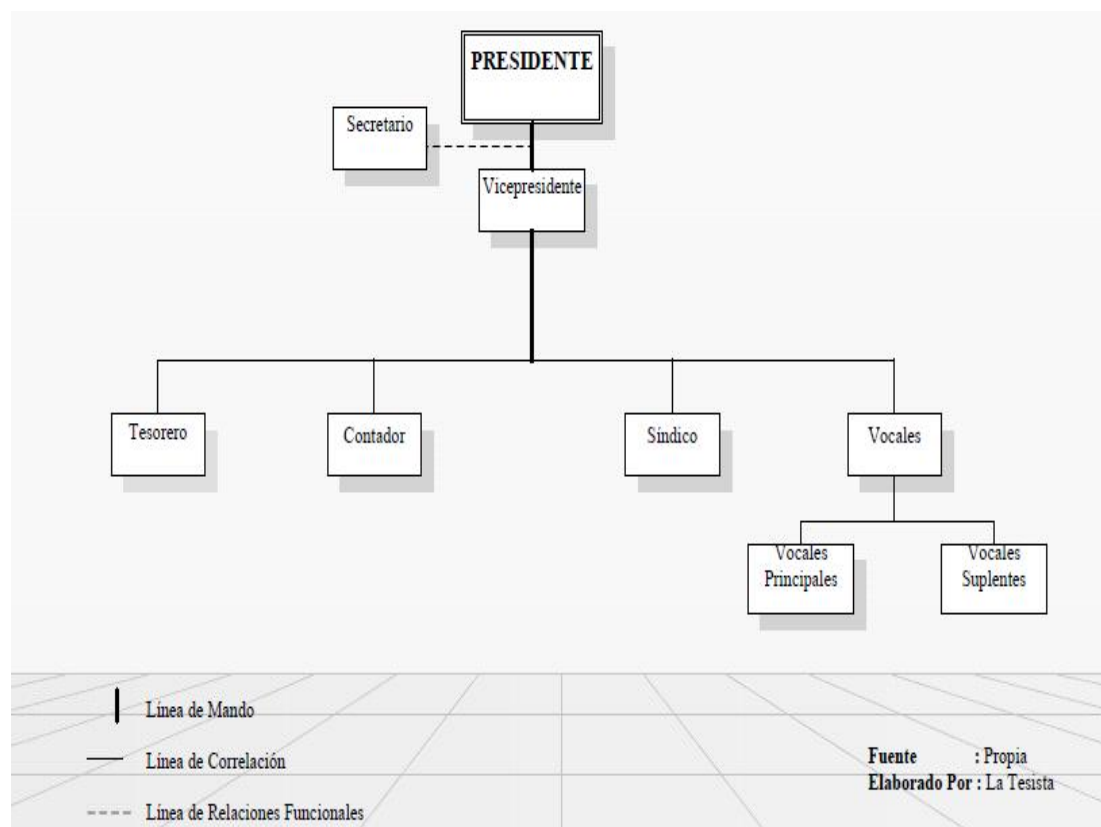 PRESIDENTE
Secretario
Vicepresidente
Tesorero
Contador
Síndico
Vocales
Vocales
Principales
Vocales
Suplentes
Línea de Mando
Línea de Correlación
Línea de Relaciones Funcionales
Fuente : Propia
Elaborado Por : La Tesista